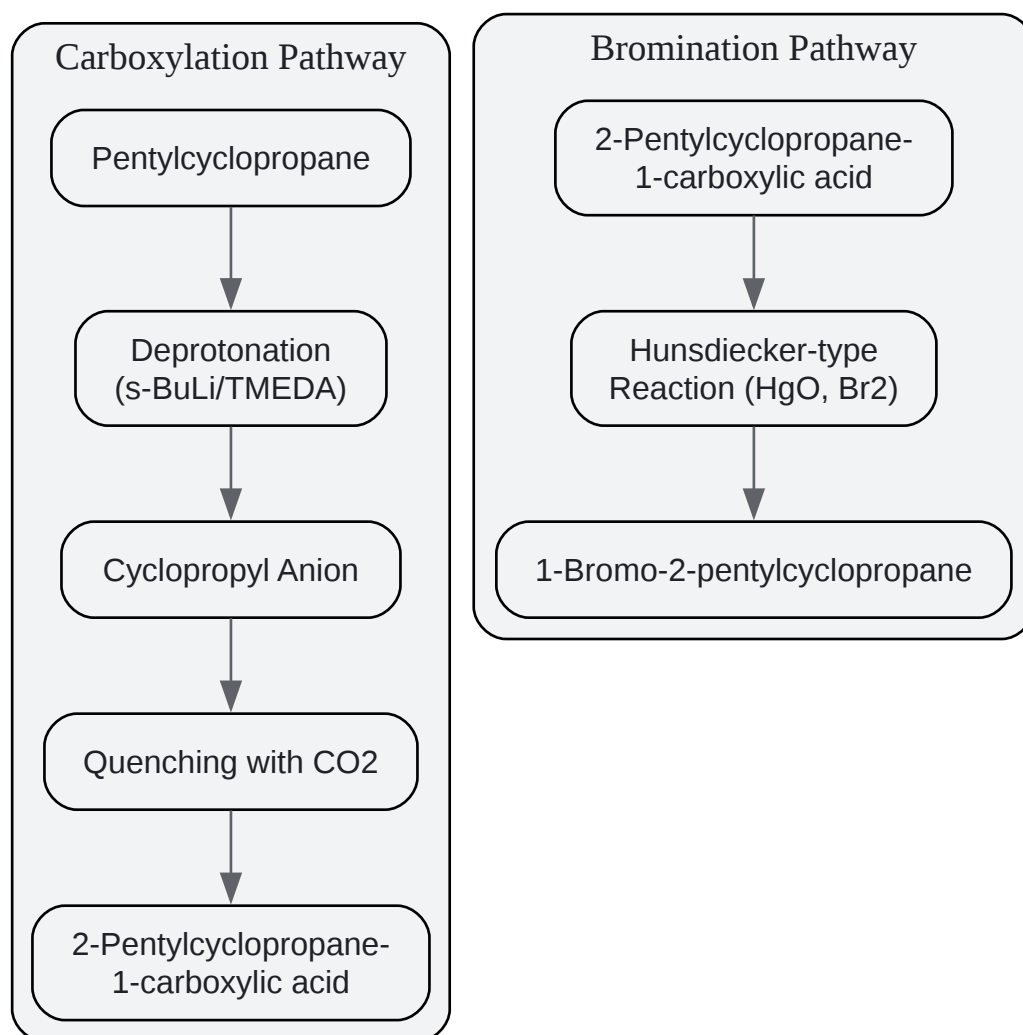 Carboxylation Pathway
Pentylcyclopropane
Deprotonation
(s-BuLi/TMEDA)
Cyclopropyl Anion
Quenching with CO2
2-Pentylcyclopropane-
1-carboxylic acid
Bromination Pathway
2-Pentylcyclopropane-
1-carboxylic acid
Hunsdiecker-type
Reaction (HgO, Br2)
1-Bromo-2-pentylcyclopropane